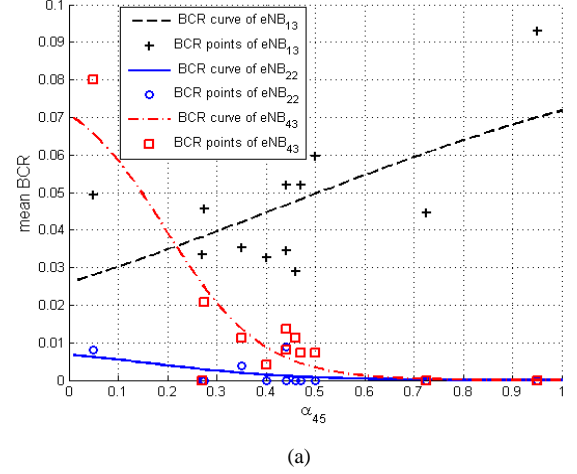 0.1
0.09
0.08
0.07
0.06
0.05
0.04
0.03
0.02
0.01
0
mean BCR
BCR curve of eNB13
BCR points of eNB13
BCR curve of eNB22
BCR points of eNB22
BCR curve of eNB43
BCR points of eNB43
0 0.1 0.2 0.3 0.4 0.5 0.6 0.7 0.8 0.9 1
α45
(a)